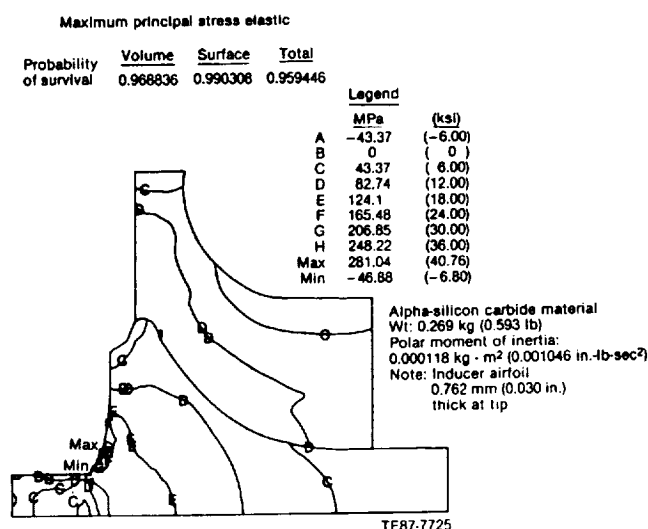 Maximum principal stress elastic
Volume Surface Total
Probability of survival 0.968836 0.990306 0.959446
Legend
MPa (ksi)
A -43.37 (-6.00)
B 0 ( 0 )
C 43.37 ( 6.00)
D 82.74 (12.00)
E 124.1 (18.00)
F 165.48 (24.00)
G 206.85 (30.00)
H 248.22 (36.00)
Max 281.04 (40.76)
Min -46.88 (-6.80)
Alpha-silicon carbide material
Wt: 0.269 kg (0.593 lb)
Polar moment of inertia:
0.000118 kg · m² (0.001046 in.-lb-sec²)
Note: Inducer airfoil
0.762 mm (0.030 in.)
thick at tip
Max
Min
E
C
TE87-7725